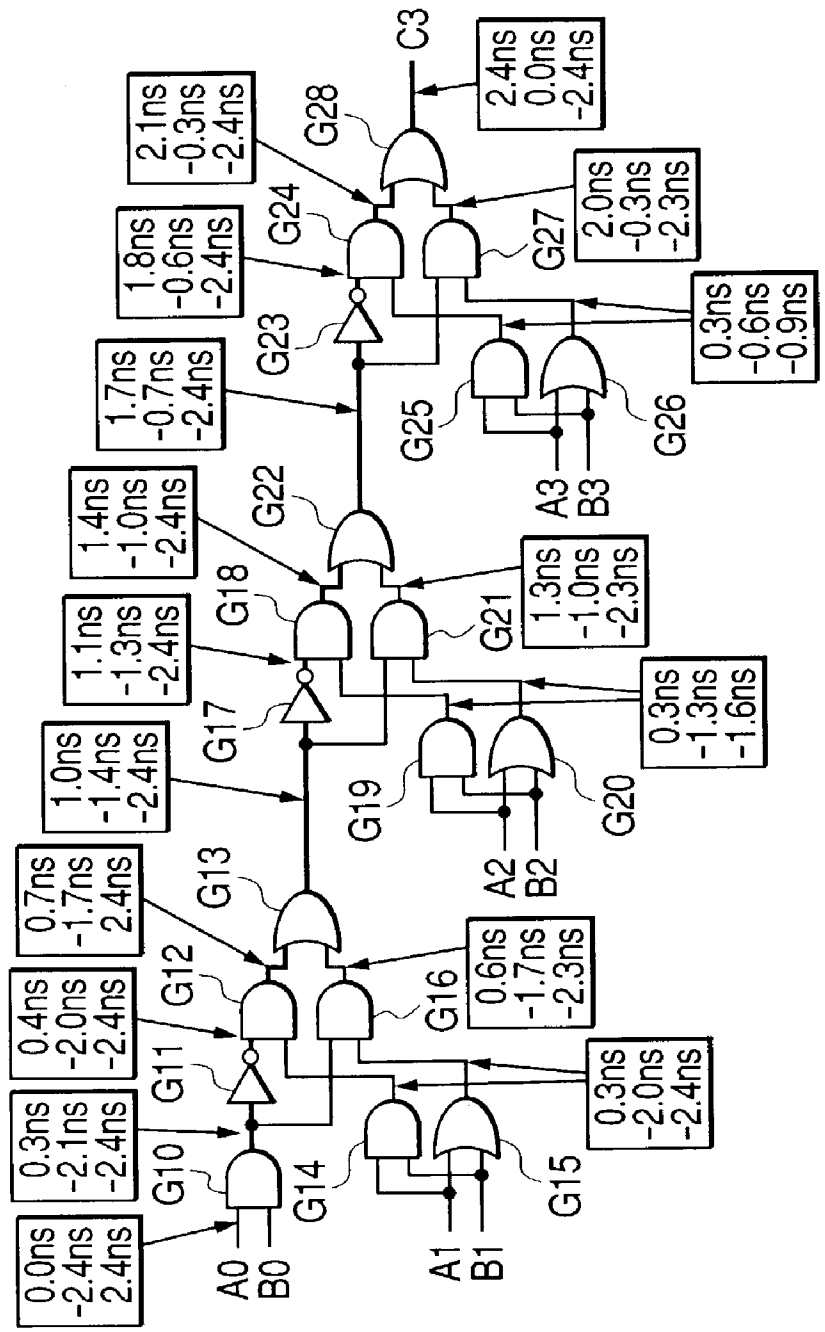 0.0ns
-2.4ns
2.4ns
0.3ns
-2.1ns
-2.4ns
0.4ns
-2.0ns
-2.4ns
0.7ns
-1.7ns
2.4ns
1.0ns
-1.4ns
-2.4ns
1.1ns
-1.3ns
-2.4ns
1.4ns
-1.0ns
-2.4ns
1.7ns
-0.7ns
-2.4ns
1.8ns
-0.6ns
-2.4ns
2.1ns
-0.3ns
-2.4ns
A0
B0
G10
G11
G12
G13
G17
G18
G22
G23
G24
G28
C3
A1
B1
G14
G15
G16
A2
B2
G19
G20
G21
A3
B3
G25
G26
G27
0.3ns
-2.0ns
-2.4ns
0.6ns
-1.7ns
-2.3ns
0.3ns
-1.3ns
-1.6ns
1.3ns
-1.0ns
-2.3ns
0.3ns
-0.6ns
-0.9ns
2.0ns
-0.3ns
-2.3ns
2.4ns
0.0ns
-2.4ns